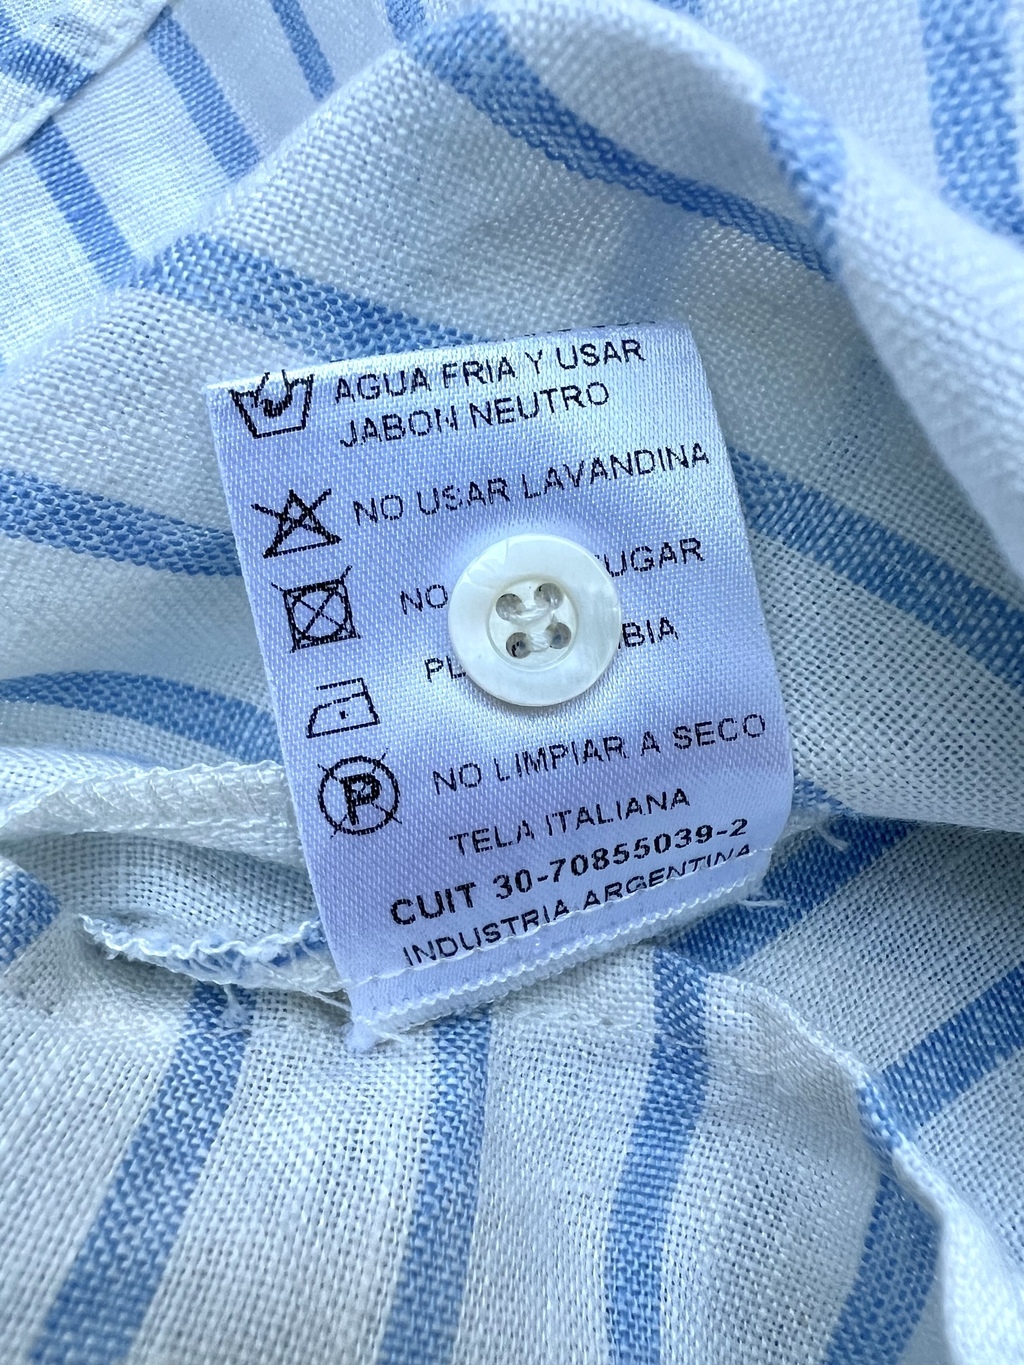 AGUA FRIA Y USAR
JABON NEUTRO
NO USAR LAVANDINA
NO
PL
P
NO LIMPIAR A SECO
TELA ITALIANA
CUIT 30-70855039-2
INDUSTRIA ARGENTINA